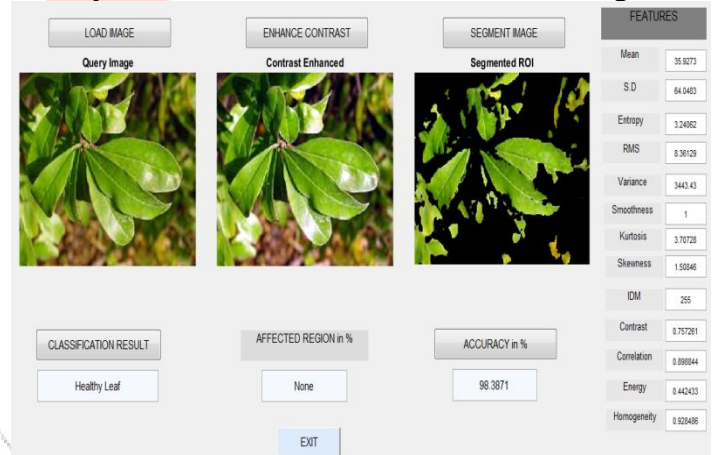 LOAD IMAGE
ENHANCE CONTRAST
SEGMENT IMAGE
FEATURES
Query Image
Contrast Enhanced
Segmented ROI
Mean 35.9273
S.D 64.0483
Entropy 3.24062
RMS 8.36129
Variance 3443.43
Smoothness 1
Kurtosis 3.70728
Skewness 1.50846
IDM 255
Contrast 0.757261
Correlation 0.898844
Energy 0.442433
Homogeneity 0.928486
CLASSIFICATION RESULT
AFFECTED REGION in %
ACCURACY in %
Healthy Leaf
None
98.3871
EXIT